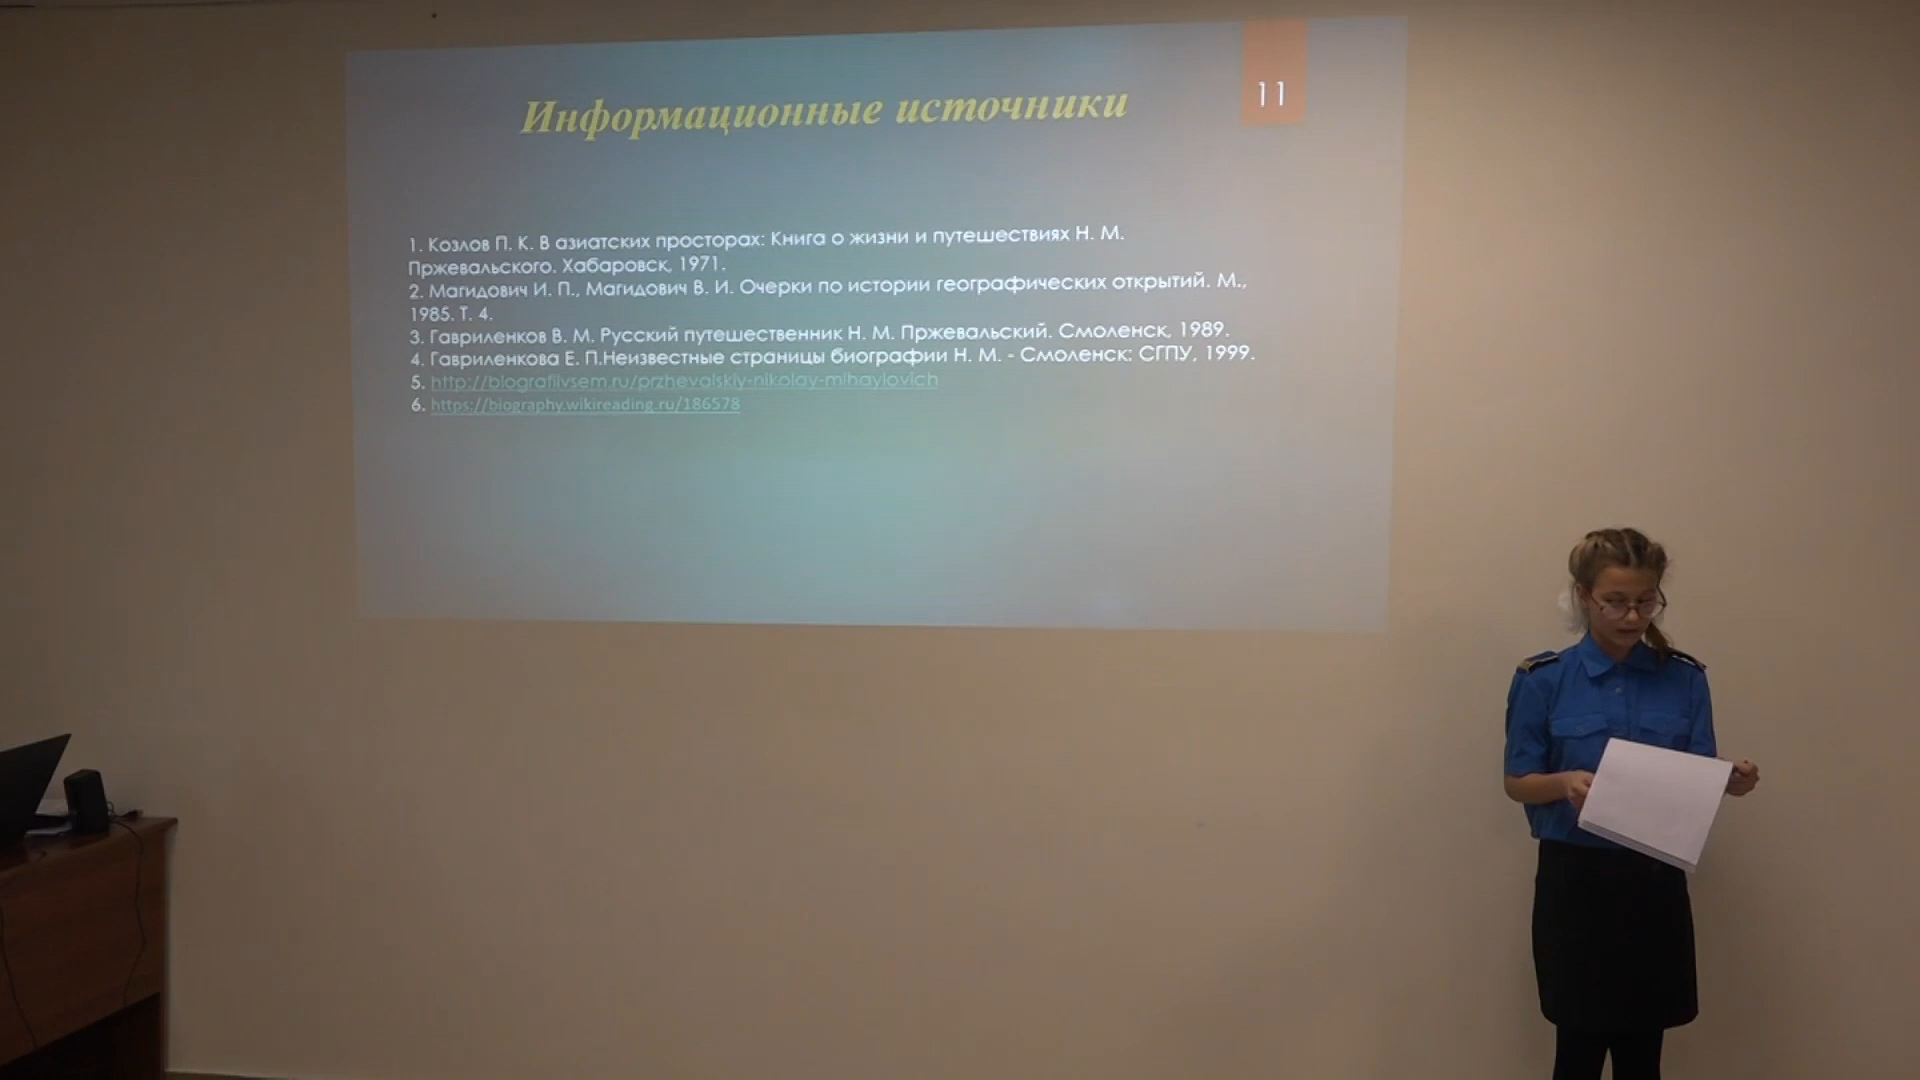 Информационные источники
11
1. Козлов П. К. В азиатских просторах: Книга о жизни и путешествиях Н. М.
Пржевальского. Хабаровск, 1971.
2. Магидович И. П., Магидович В. И. Очерки по истории географических открытий. М.,
1985. Т. 4.
3. Гавриленков В. М. Русский путешественник Н. М. Пржевальский. Смоленск, 1989.
4. Гавриленкова Е. П.Неизвестные страницы биографии Н. М. - Смоленск: СГПУ, 1999.
5. http://biografiivsem.ru/przhevalskiy-nikolay-mihaylovich
6. https://biography.wikireading.ru/186578